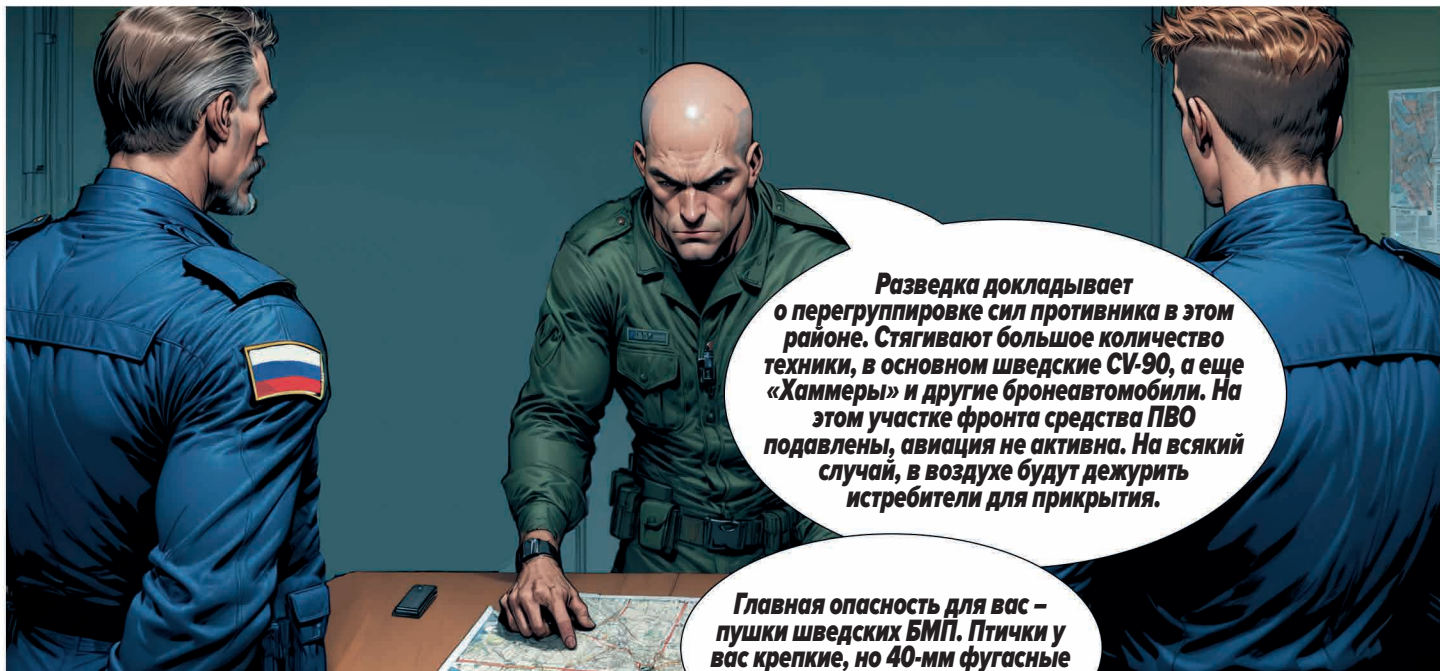 Разведка докладывает
о перегруппировке сил противника в этом
районе. Стягивают большое количество
техники, в основном шведские CV-90, а еще
«Хаммеры» и другие бронеавтомобили. На
этом участке фронта средства ПВО
подавлены, авиация не активна. На всякий
случай, в воздухе будут дежурить
истребители для прикрытия.
Главная опасность для вас –
пушки шведских БМП. Птички у
вас крепкие, но 40-мм фугасные